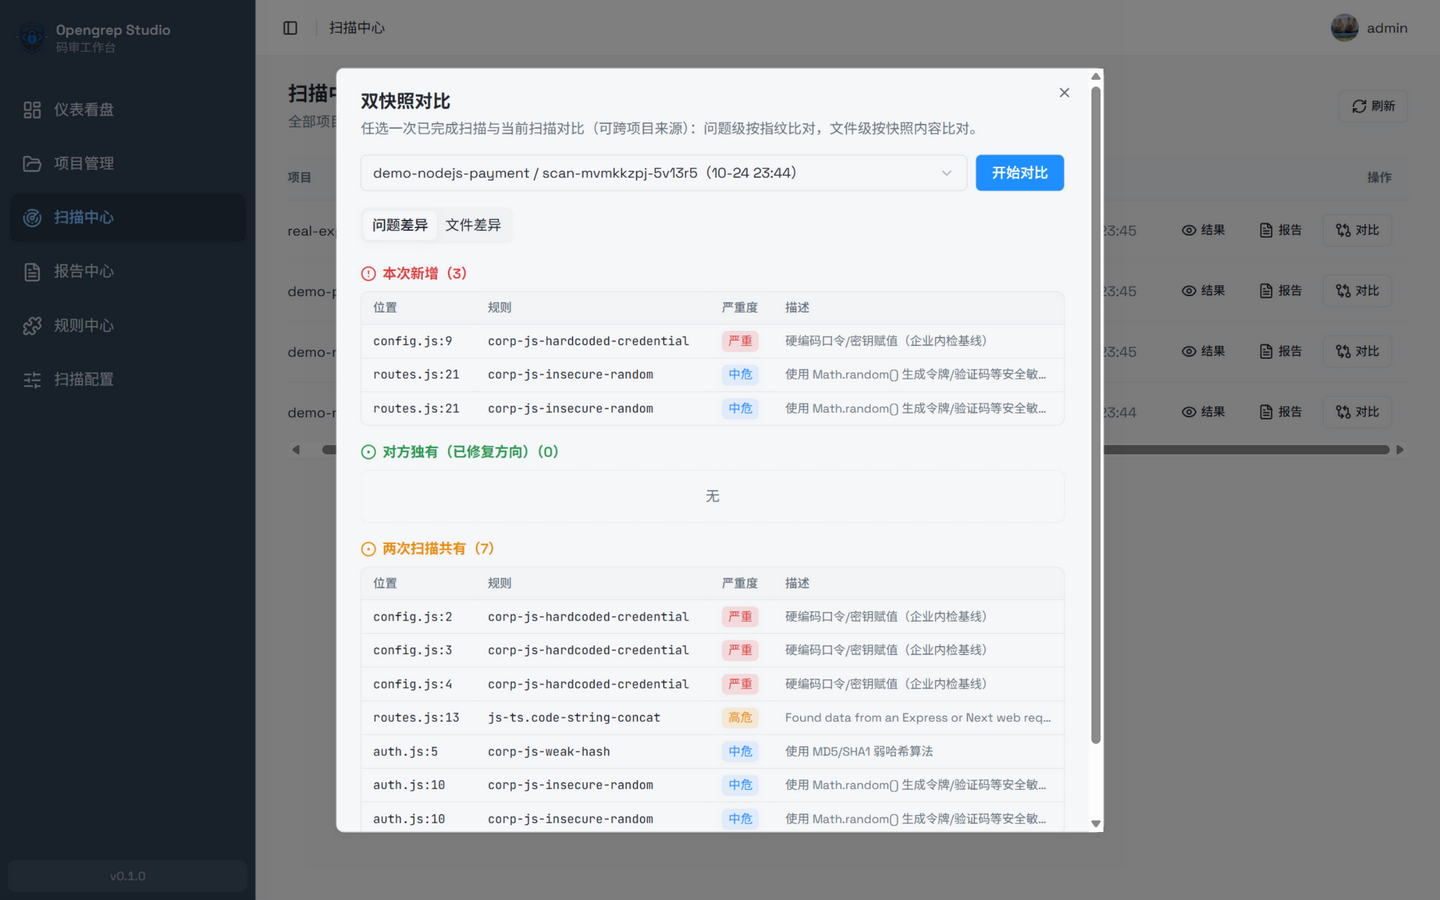 Opengrep Studio
码审工作台
仪表看盘
项目管理
扫描中心
报告中心
规则中心
扫描配置
v0.1.0
扫描中心
admin
刷新
项目
操作
23:45 结果 报告 对比
23:45 结果 报告 对比
23:45 结果 报告 对比
23:44 结果 报告 对比
双快照对比
任选一次已完成扫描与当前扫描对比（可跨项目来源）：问题级按指纹比对，文件级按快照内容比对。
demo-nodejs-payment / scan-mvmkkzpj-5v13r5（10-24 23:44）
开始对比
问题差异 文件差异
本次新增（3）
位置 规则 严重度 描述
config.js:9 corp-js-hardcoded-credential 严重 硬编码口令/密钥赋值（企业内检基线）
routes.js:21 corp-js-insecure-random 中危 使用 Math.random() 生成令牌/验证码等安全敏...
routes.js:21 corp-js-insecure-random 中危 使用 Math.random() 生成令牌/验证码等安全敏...
对方独有（已修复方向）（0）
无
两次扫描共有（7）
位置 规则 严重度 描述
config.js:2 corp-js-hardcoded-credential 严重 硬编码口令/密钥赋值（企业内检基线）
config.js:3 corp-js-hardcoded-credential 严重 硬编码口令/密钥赋值（企业内检基线）
config.js:4 corp-js-hardcoded-credential 严重 硬编码口令/密钥赋值（企业内检基线）
routes.js:13 js-ts.code-string-concat 高危 Found data from an Express or Next web req...
auth.js:5 corp-js-weak-hash 中危 使用 MD5/SHA1 弱哈希算法
auth.js:10 corp-js-insecure-random 中危 使用 Math.random() 生成令牌/验证码等安全敏...
auth.js:10 corp-js-insecure-random 中危 使用 Math.random() 生成令牌/验证码等安全敏...